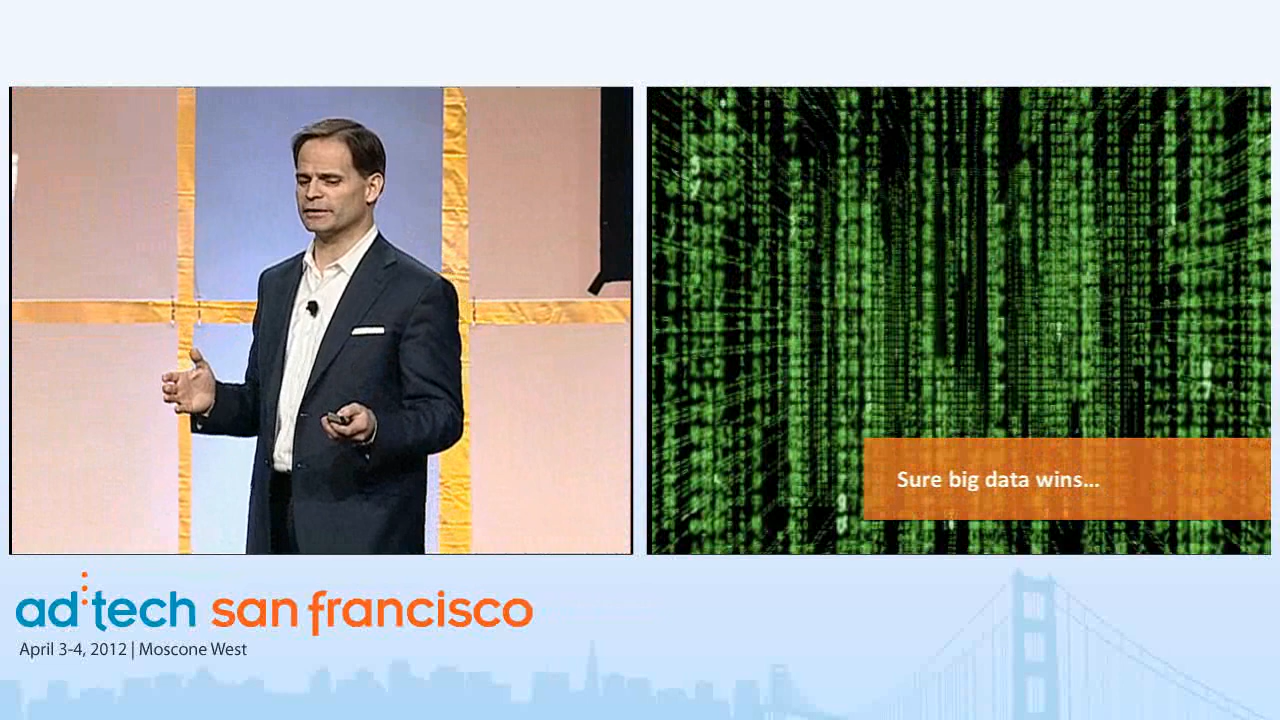 Sure big data wins...
ad:tech san francisco
April 3-4, 2012 | Moscone West